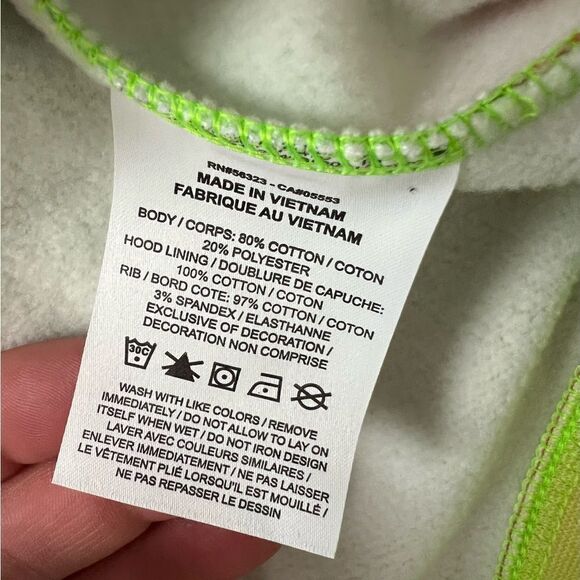 RN#56323 - CA#05553
MADE IN VIETNAM
FABRIQUE AU VIETNAM
BODY / CORPS: 80% COTTON / COTON
20% POLYESTER
HOOD LINING / DOUBLURE DE CAPUCHE:
100% COTTON / COTON
RIB / BORD COTE: 97% COTTON / COTON
3% SPANDEX / ELASTHANNE
EXCLUSIVE OF DECORATION /
DECORATION NON COMPRISE
30C
WASH WITH LIKE COLORS / REMOVE
IMMEDIATELY / DO NOT ALLOW TO LAY ON
ITSELF WHEN WET / DO NOT IRON DESIGN
LAVER AVEC COULEURS SIMILAIRES /
ENLEVER IMMEDIATEMENT / NE PAS LAISSER
LE VÊTEMENT PLIÉ LORSQU'IL EST MOUILLÉ /
NE PAS REPASSER LE DESSIN